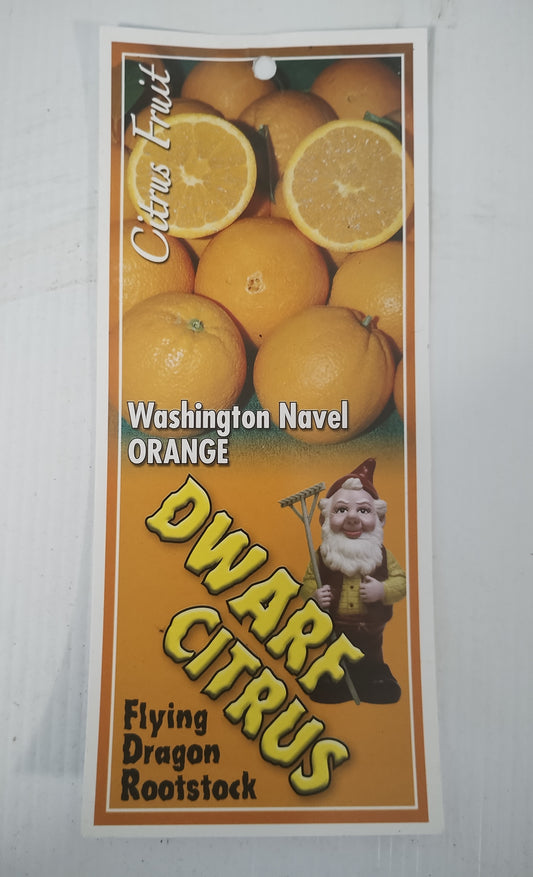 Citrus Fruit
Washington Navel
ORANGE
DWARF
CITRUS
Flying
Dragon
Rootstock